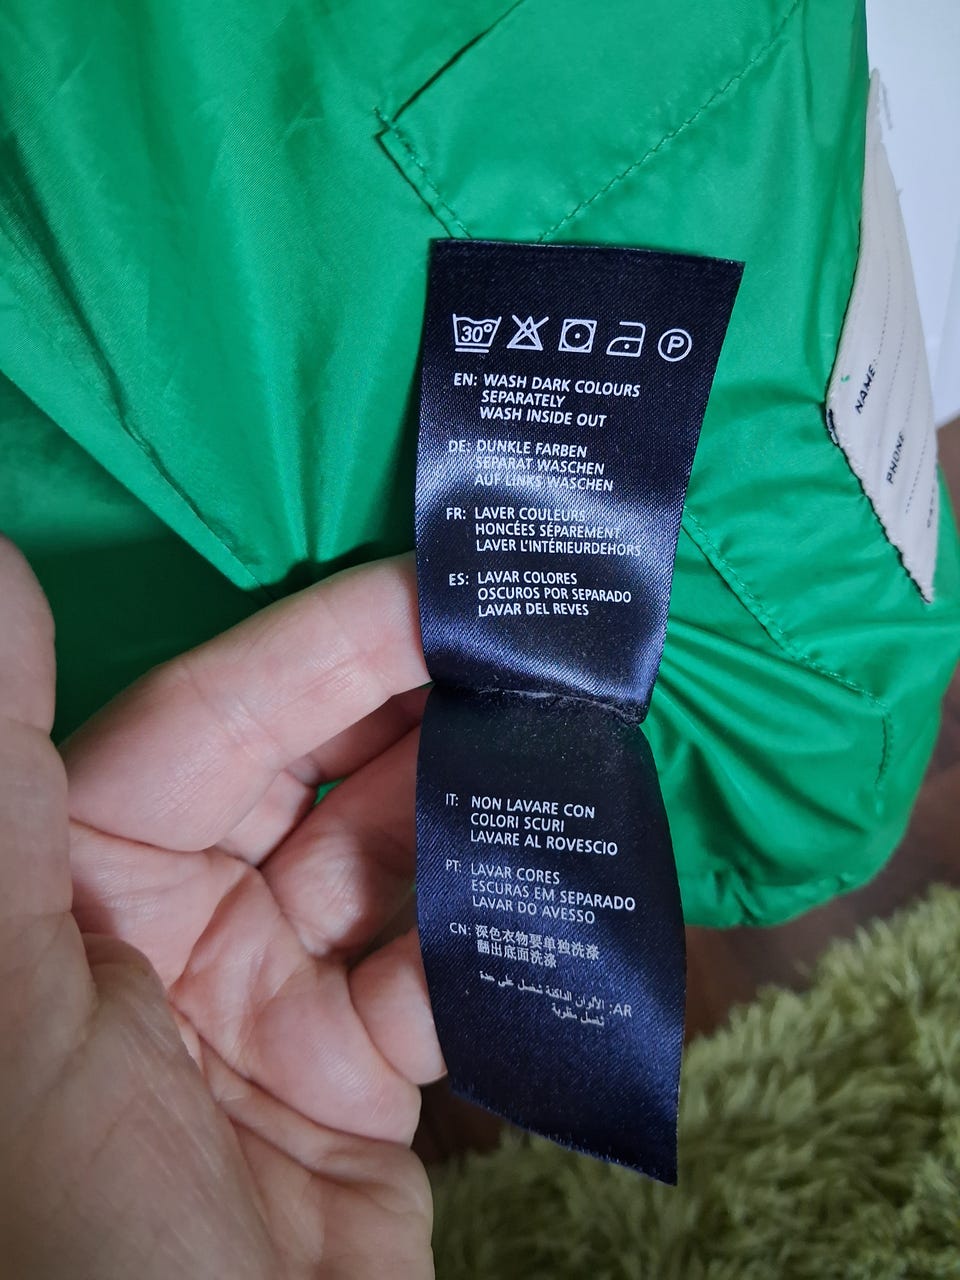 30°
P
EN: WASH DARK COLOURS
SEPARATELY
WASH INSIDE OUT
DE: DUNKLE FARBEN
SEPARAT WASCHEN
AUF LINKS WASCHEN
FR: LAVER COULEURS
HONCÉES SÉPAREMENT
LAVER L'INTÉRIEURDEHORS
ES: LAVAR COLORES
OSCUROS POR SEPARADO
LAVAR DEL REVES
IT: NON LAVARE CON
COLORI SCURI
LAVARE AL ROVESCIO
PT: LAVAR CORES
ESCURAS EM SEPARADO
LAVAR DO AVESSO
CN: 深色衣物要单独洗涤
翻出底面洗涤
AR: الألوان الداكنة تغسل على حدة
تغسل مقلوبة
NAME:
PHONE